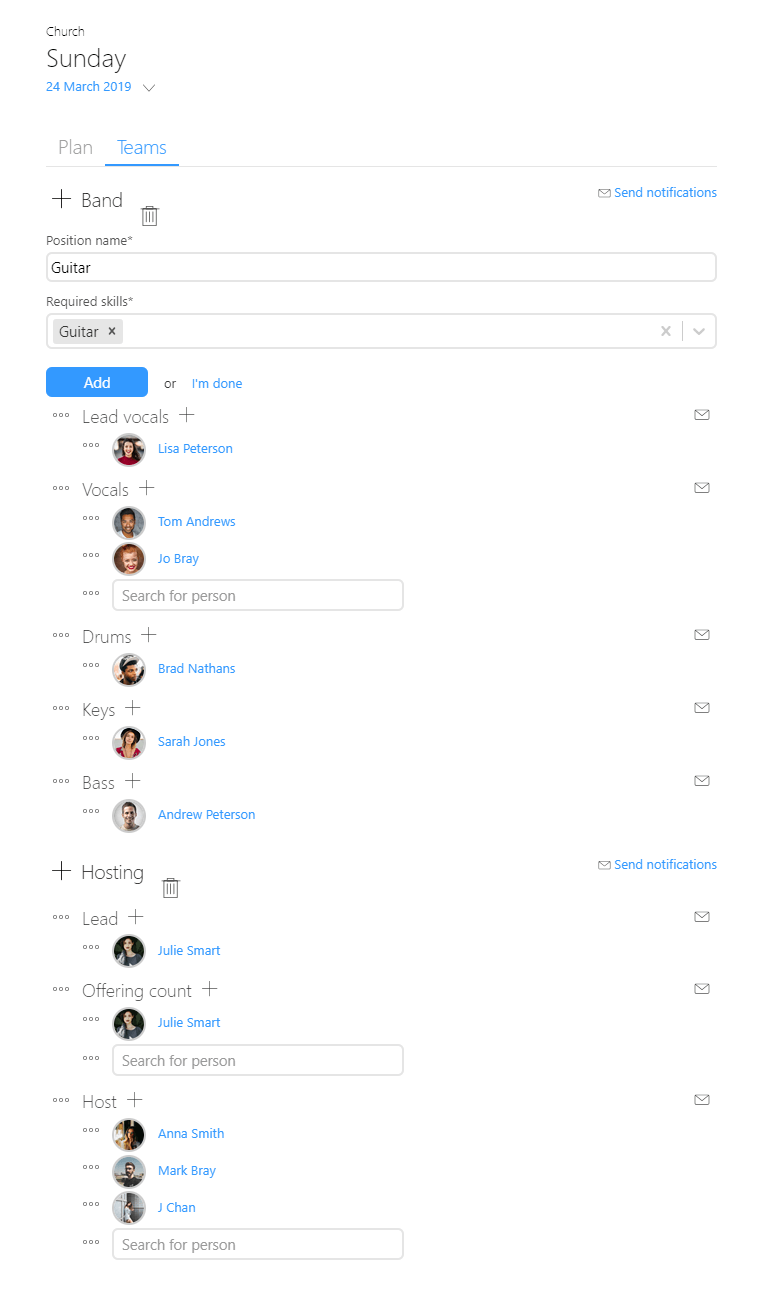 Church
Sunday
24 March 2019
Plan Teams
Band Send notifications
Position name*
Guitar
Required skills*
Guitar
Add or I'm done
Lead vocals
Lisa Peterson
Vocals
Tom Andrews
Jo Bray
Search for person
Drums
Brad Nathans
Keys
Sarah Jones
Bass
Andrew Peterson
Hosting Send notifications
Lead
Julie Smart
Offering count
Julie Smart
Search for person
Host
Anna Smith
Mark Bray
J Chan
Search for person